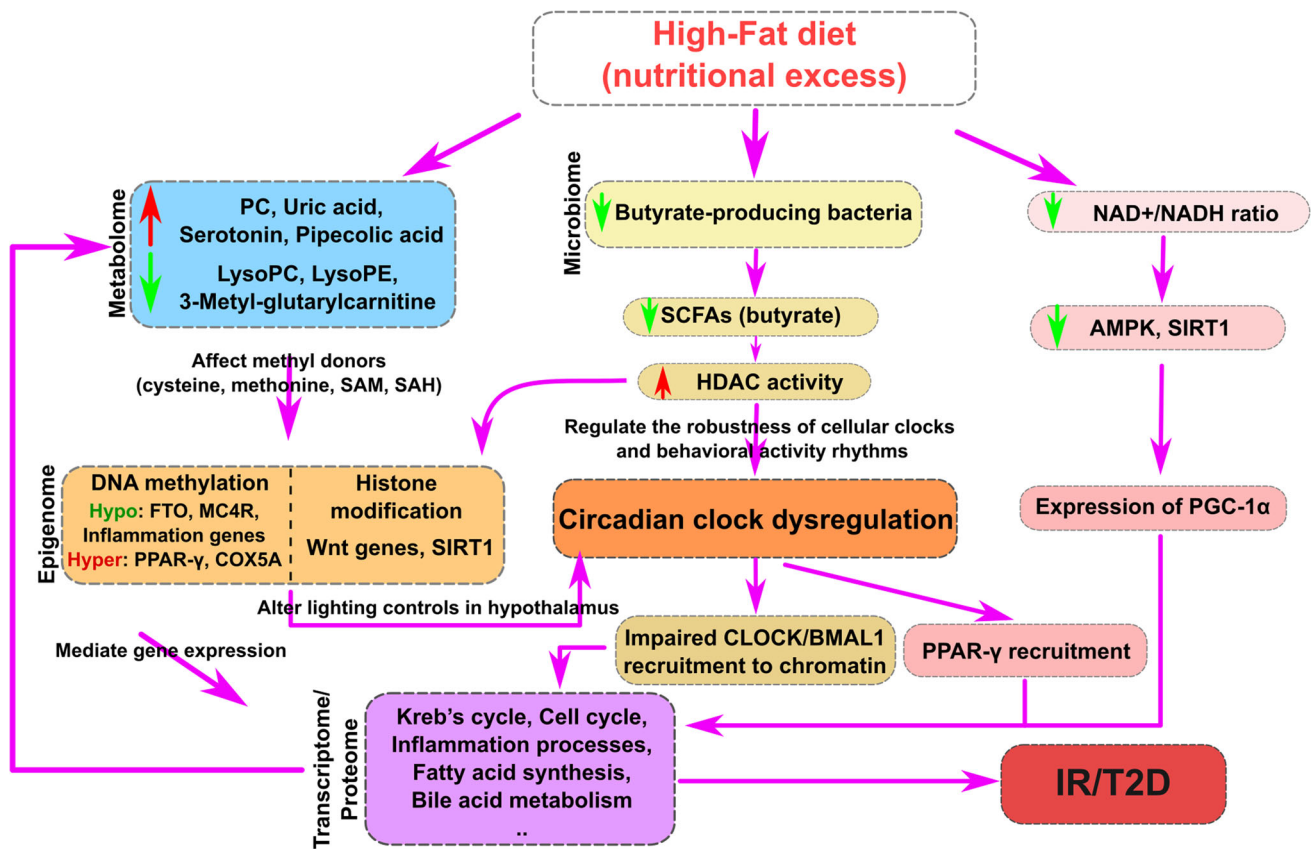 High-Fat diet
(nutritional excess)
Metabolome
PC, Uric acid,
Serotonin, Pipecolic acid
LysoPC, LysoPE,
3-Metyl-glutarylcarnitine
Microbiome
Butyrate-producing bacteria
NAD+/NADH ratio
SCFAs (butyrate)
AMPK, SIRT1
HDAC activity
Affect methyl donors
(cysteine, methonine, SAM, SAH)
Regulate the robustness of cellular clocks
and behavioral activity rhythms
Epigenome
DNA methylation
Hypo: FTO, MC4R,
Inflammation genes
Hyper: PPAR-γ, COX5A
Histone
modification
Wnt genes, SIRT1
Circadian clock dysregulation
Expression of PGC-1α
Alter lighting controls in hypothalamus
Mediate gene expression
Impaired CLOCK/BMAL1
recruitment to chromatin
PPAR-γ recruitment
Transcriptome/
Proteome
Kreb's cycle, Cell cycle,
Inflammation processes,
Fatty acid synthesis,
Bile acid metabolism
..
IR/T2D